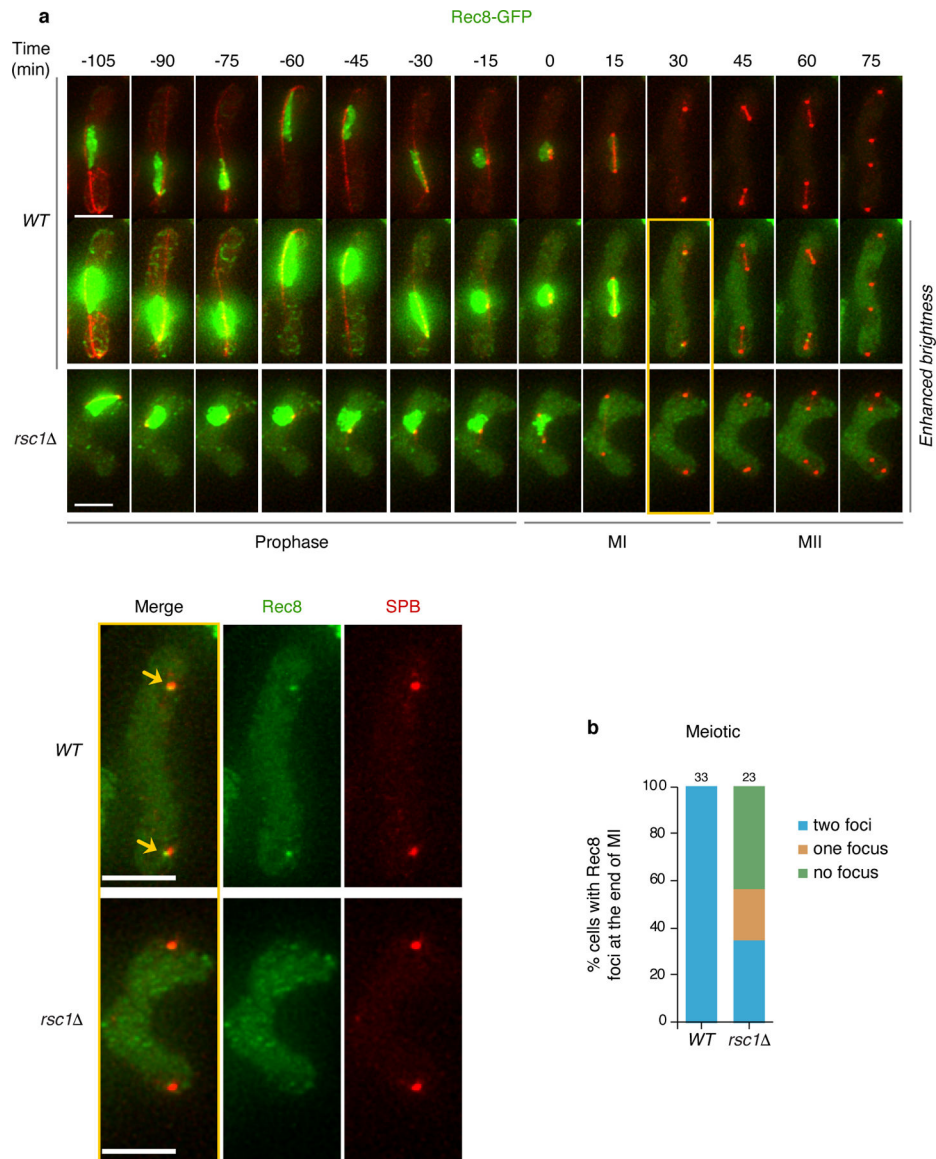 a
Rec8-GFP
Time
(min)
-105 -90 -75 -60 -45 -30 -15 0 15 30 45 60 75
WT
rsc1Δ
Enhanced brightness
Prophase MI MII
Merge Rec8 SPB
WT
rsc1Δ
b
Meiotic
33 23
100
80
60
40
20
0
% cells with Rec8
foci at the end of MI
WT rsc1Δ
two foci
one focus
no focus